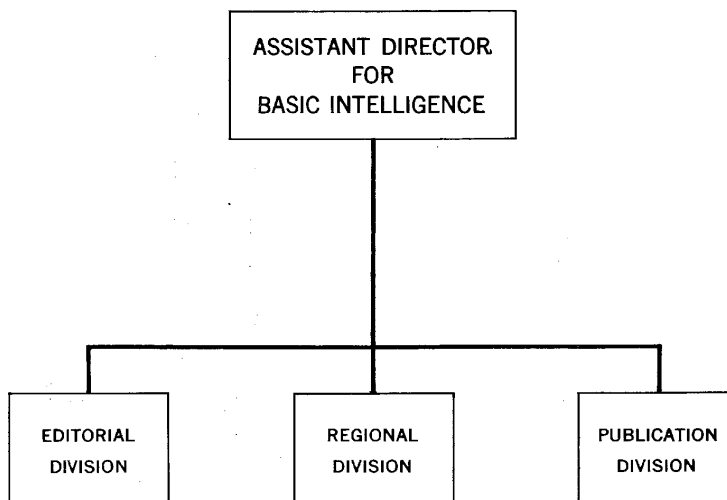 ASSISTANT DIRECTOR
FOR
BASIC INTELLIGENCE
EDITORIAL
DIVISION
REGIONAL
DIVISION
PUBLICATION
DIVISION